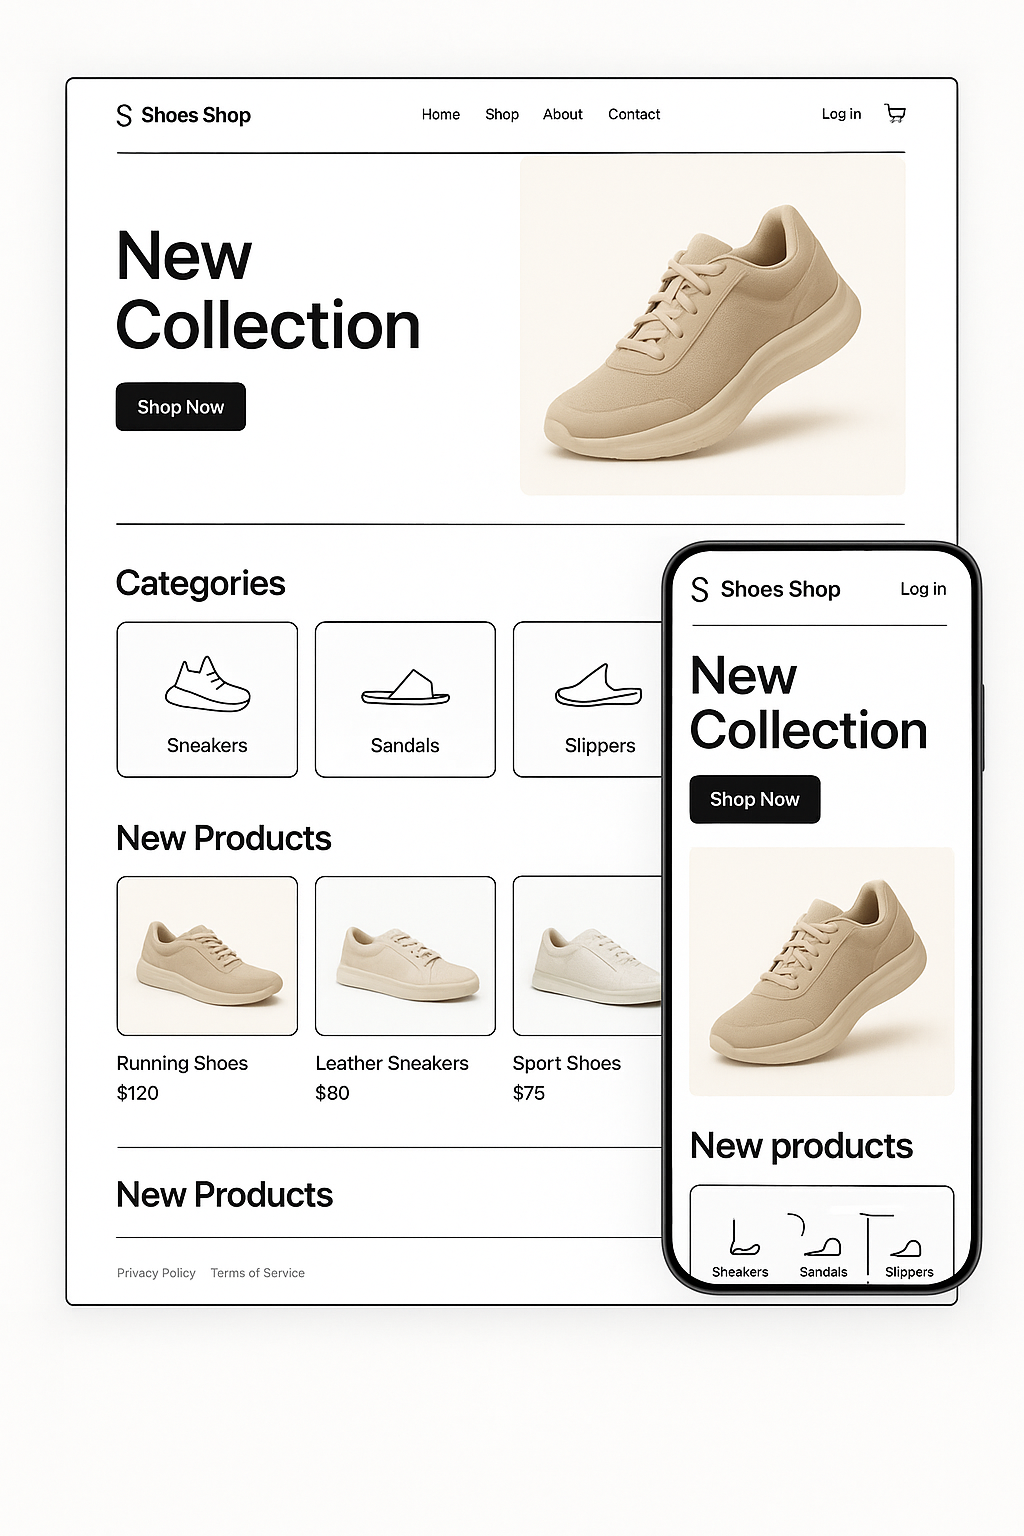 S Shoes Shop
Home Shop About Contact
Log in
New
Collection
Shop Now
Categories
Sneakers
Sandals
Slippers
New Products
Running Shoes
$120
Leather Sneakers
$80
Sport Shoes
$75
New Products
Privacy Policy Terms of Service
S Shoes Shop
Log in
New
Collection
Shop Now
New products
Sheakers
Sandals
Slippers